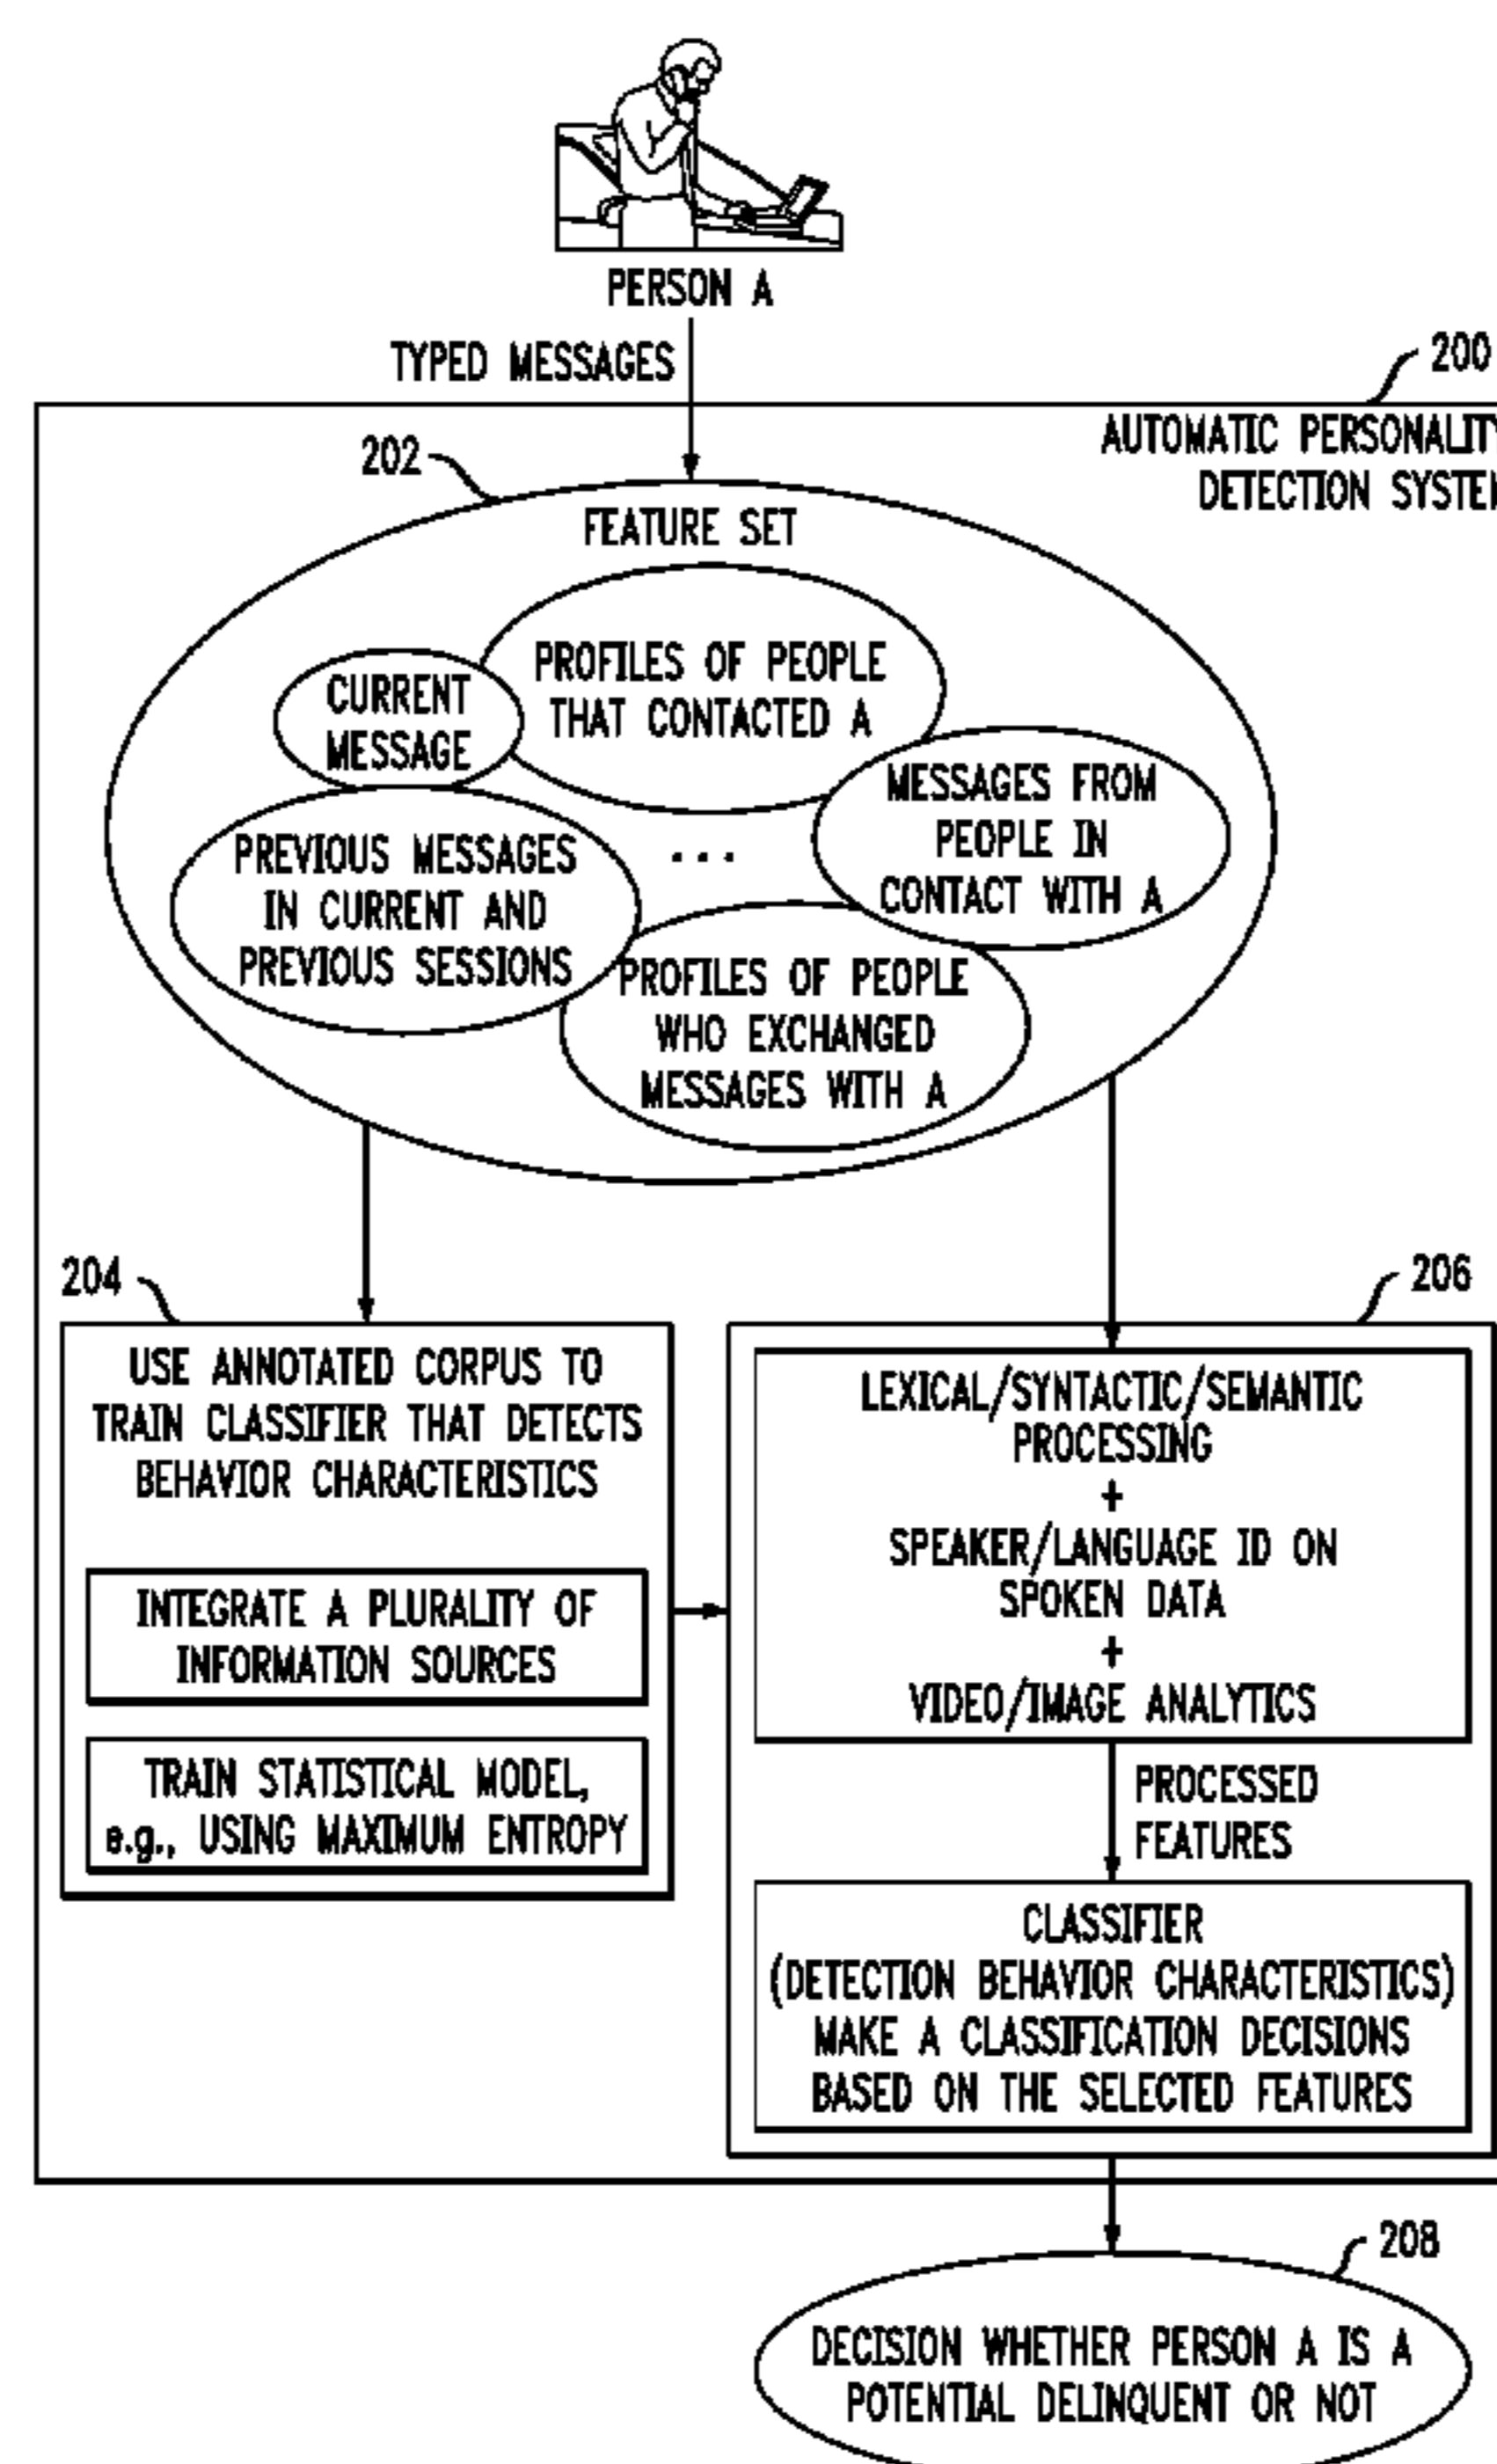 PERSON A
TYPED MESSAGES
200
AUTOMATIC PERSONALITY
DETECTION SYSTEM
202
FEATURE SET
PROFILES OF PEOPLE
THAT CONTACTED A
CURRENT
MESSAGE
MESSAGES FROM
PEOPLE IN
CONTACT WITH A
PREVIOUS MESSAGES
IN CURRENT AND
PREVIOUS SESSIONS
...
PROFILES OF PEOPLE
WHO EXCHANGED
MESSAGES WITH A
204
USE ANNOTATED CORPUS TO
TRAIN CLASSIFIER THAT DETECTS
BEHAVIOR CHARACTERISTICS
INTEGRATE A PLURALITY OF
INFORMATION SOURCES
TRAIN STATISTICAL MODEL,
e.g., USING MAXIMUM ENTROPY
206
LEXICAL/SYNTACTIC/SEMANTIC
PROCESSING
+
SPEAKER/LANGUAGE ID ON
SPOKEN DATA
+
VIDEO/IMAGE ANALYTICS
PROCESSED
FEATURES
CLASSIFIER
(DETECTION BEHAVIOR CHARACTERISTICS)
MAKE A CLASSIFICATION DECISIONS
BASED ON THE SELECTED FEATURES
208
DECISION WHETHER PERSON A IS A
POTENTIAL DELINQUENT OR NOT